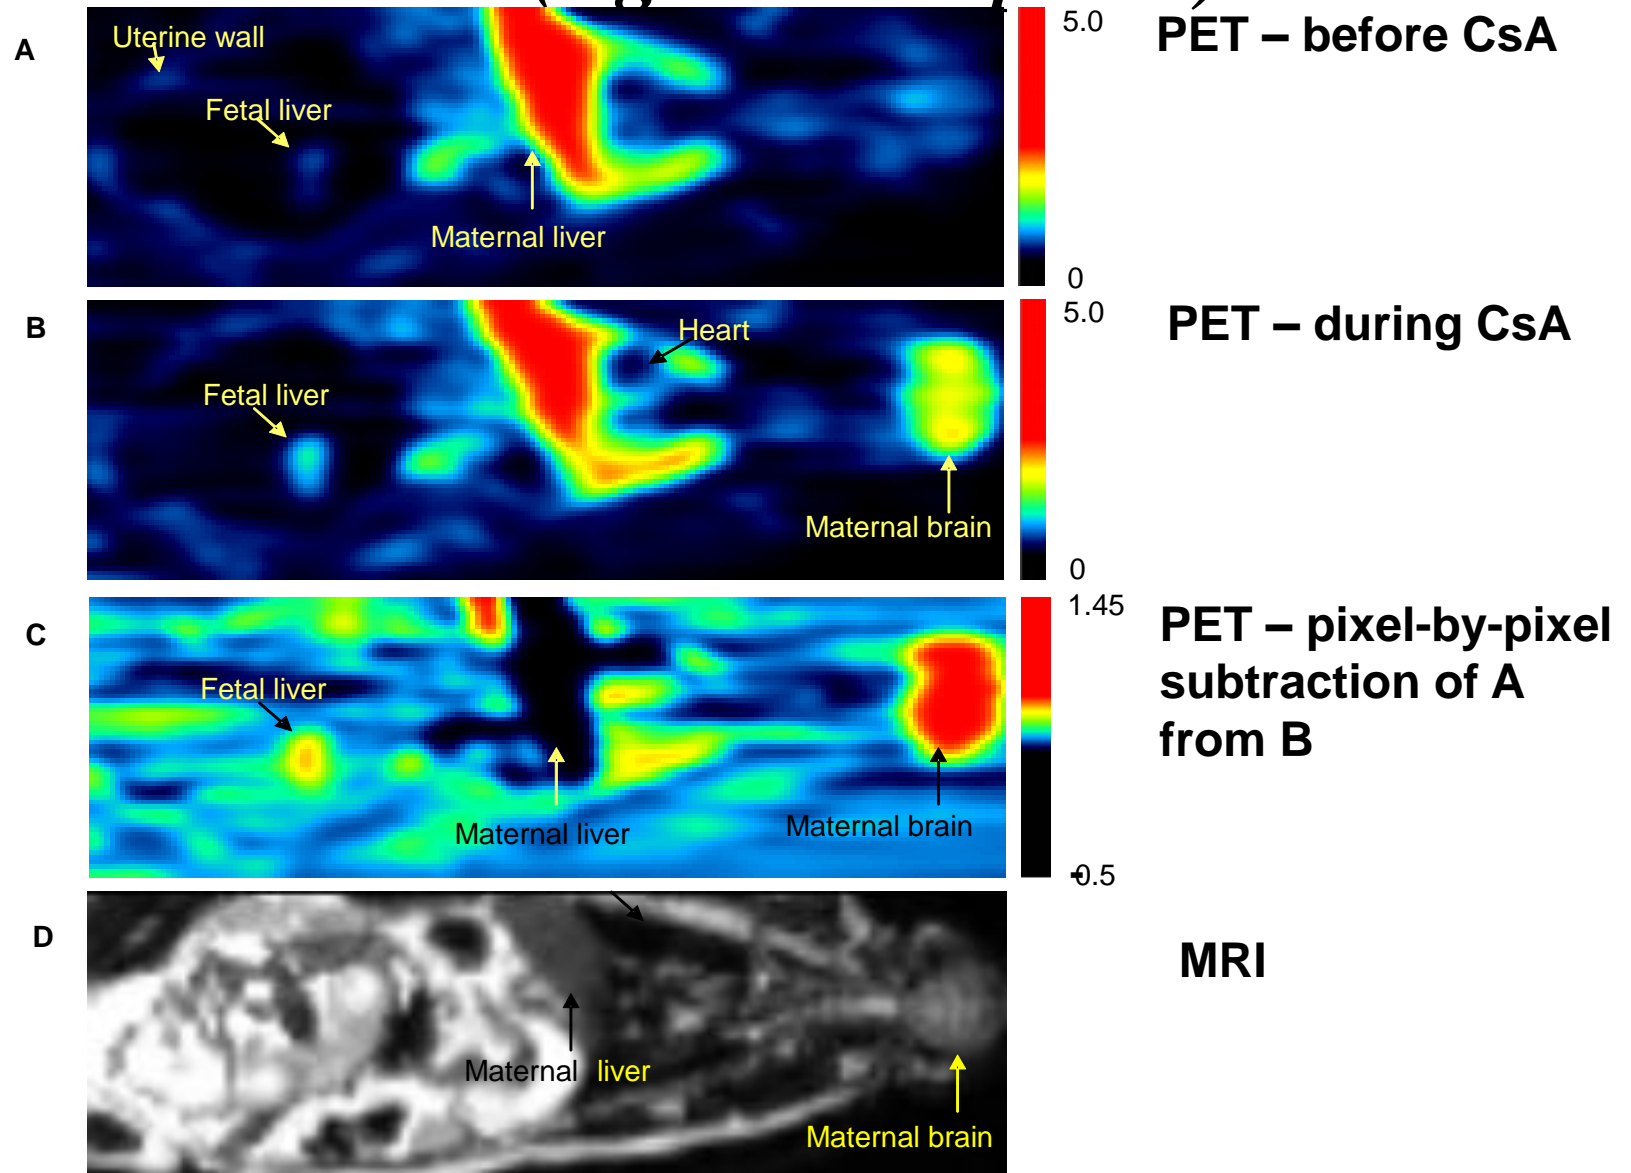 A
Uterine wall
Fetal liver
Maternal liver
5.0
0
PET – before CsA
B
Heart
Fetal liver
Maternal brain
5.0
0
PET – during CsA
C
Fetal liver
Maternal liver
Maternal brain
1.45
-0.5
PET – pixel-by-pixel
subtraction of A
from B
D
Maternal liver
Maternal brain
MRI